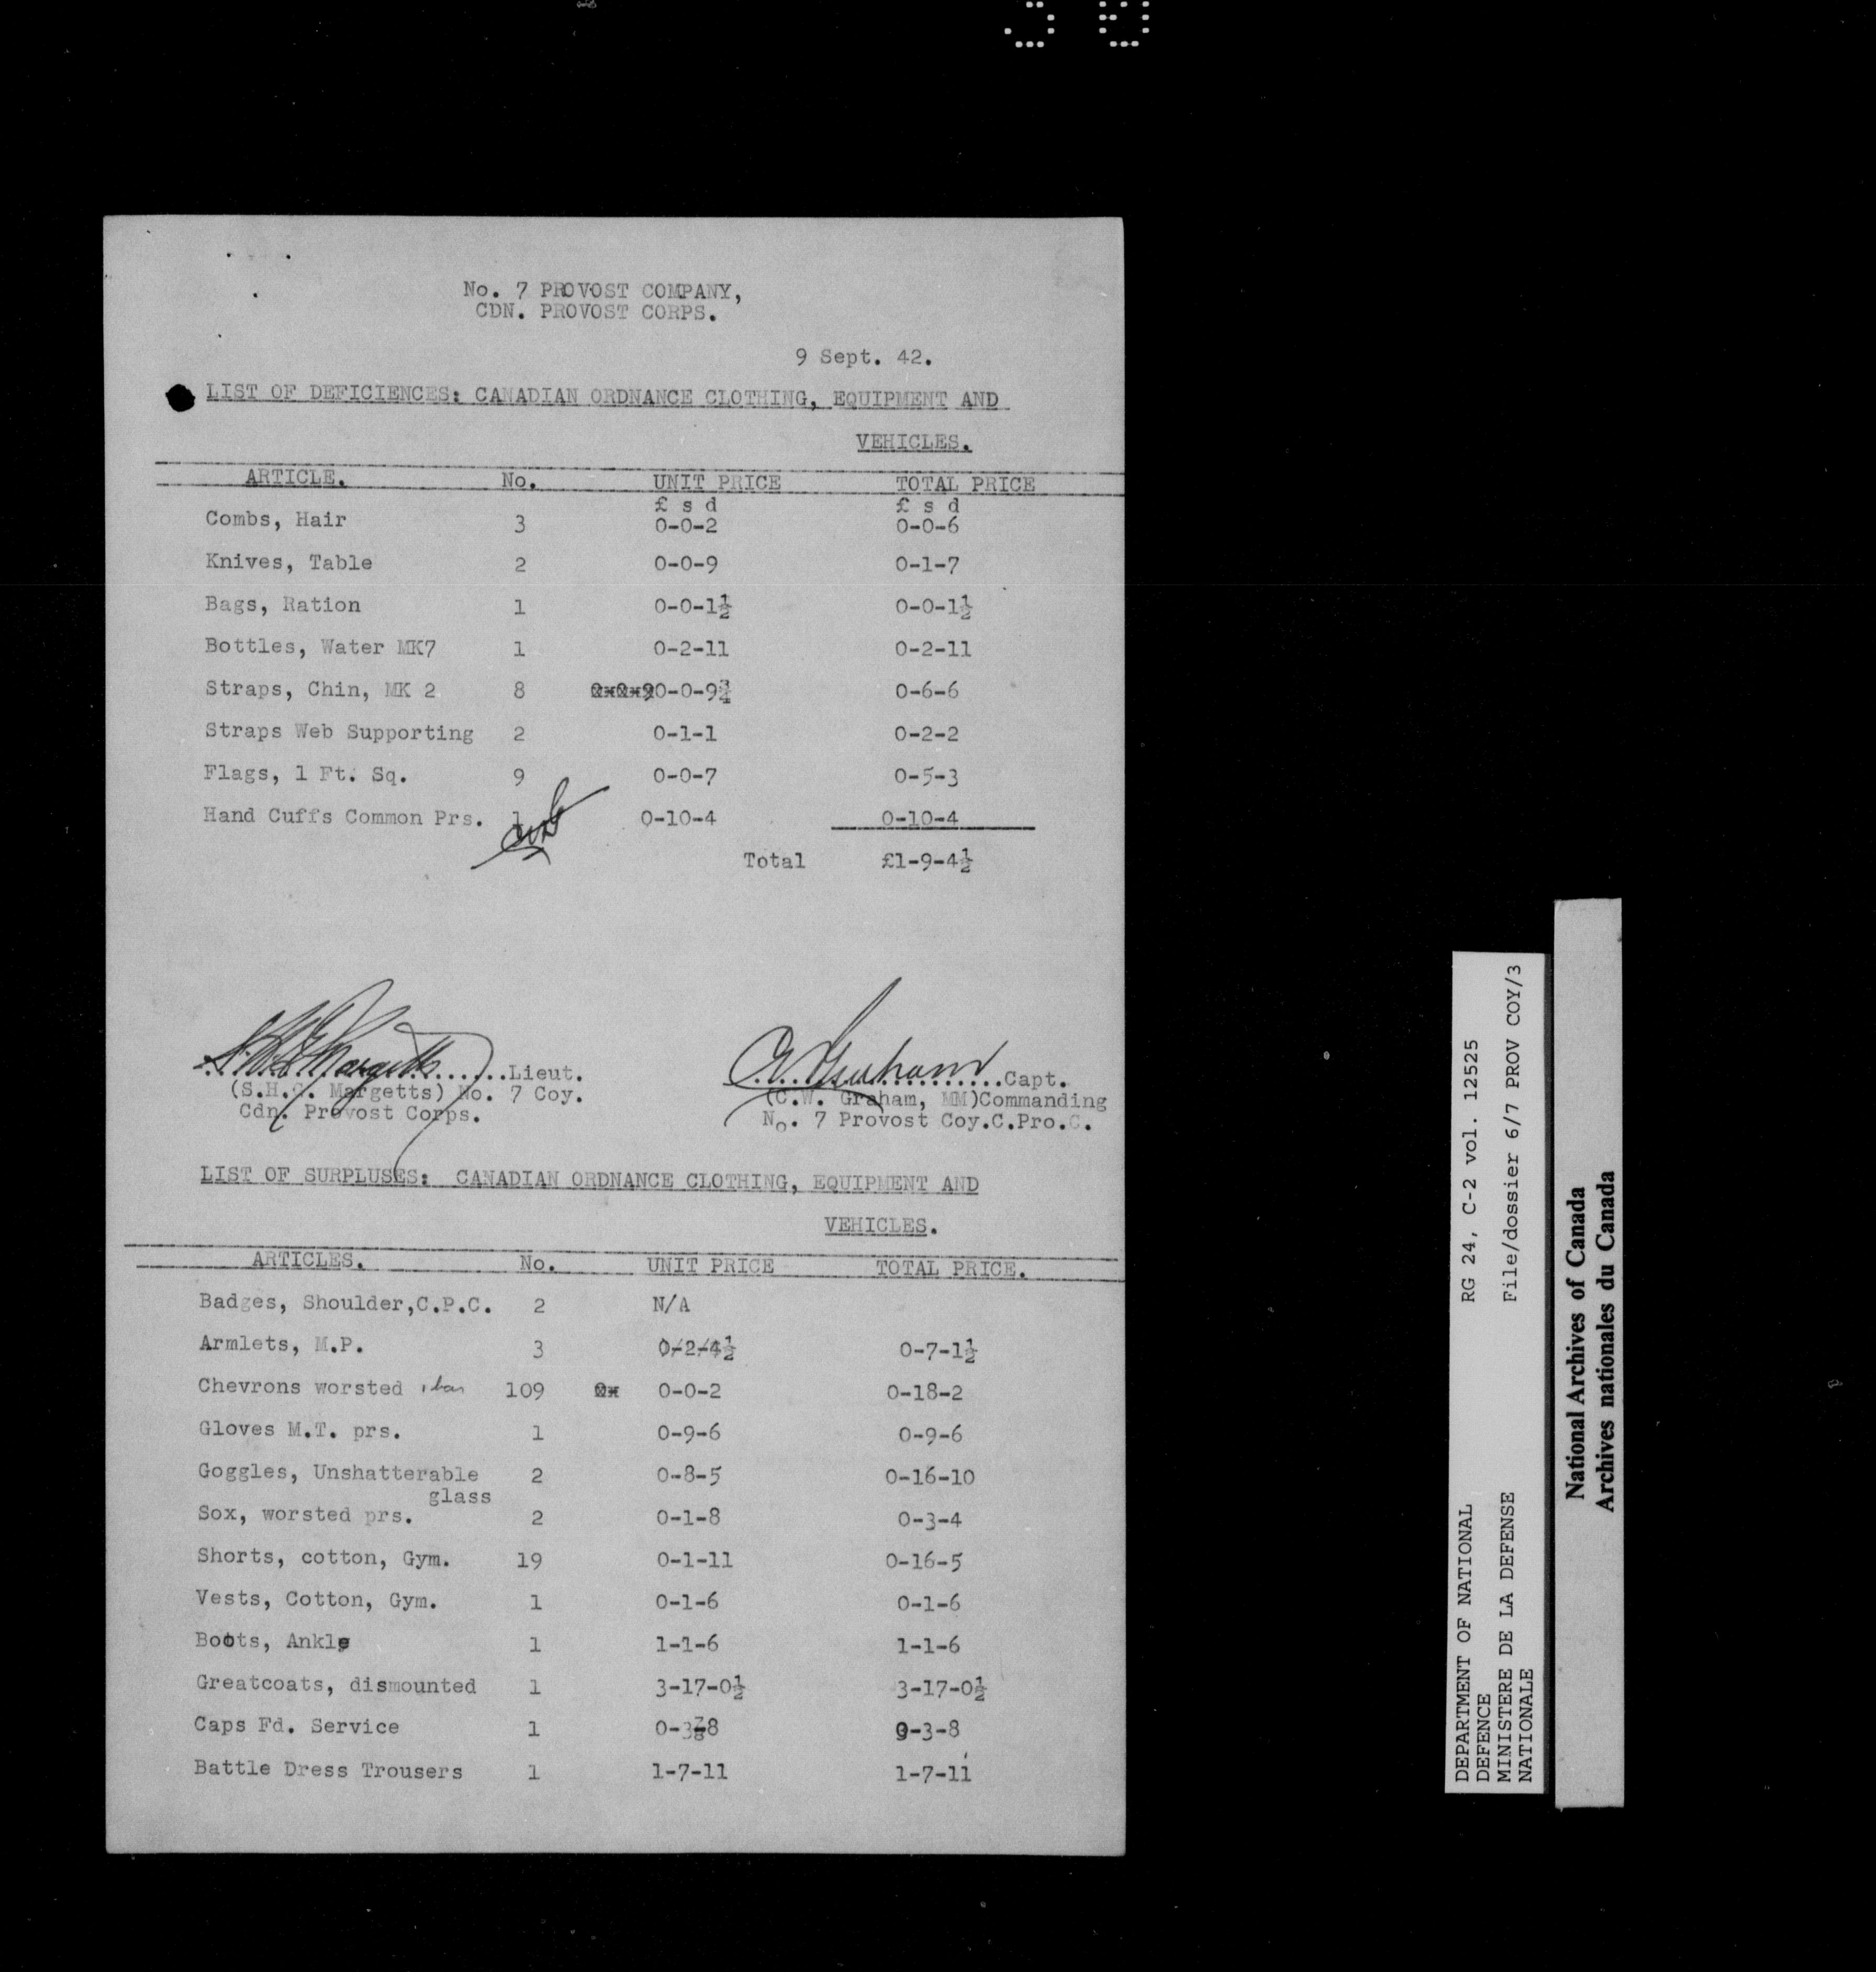 No. 7 PROVOST COMPANY,
CDN. PROVOST CORPS.
9 Sept. 42.
LIST OF DEFICIENCES: CANADIAN ORDNANCE CLOTHING, EQUIPMENT AND
VEHICLES.
ARTICLE. No. UNIT PRICE TOTAL PRICE
£ s d £ s d
Combs, Hair 3 0-0-2 0-0-6
Knives, Table 2 0-0-9 0-1-7
Bags, Ration 1 0-0-1½ 0-0-1½
Bottles, Water MK7 1 0-2-11 0-2-11
Straps, Chin, MK 2 8 0-0-9¾ 0-6-6
Straps Web Supporting 2 0-1-1 0-2-2
Flags, 1 Ft. Sq. 9 0-0-7 0-5-3
Hand Cuffs Common Prs. 1 0-10-4 0-10-4
Total £1-9-4½
S.H.G. Margetts ........Lieut. C.W. Graham ............Capt.
(S.H.G. Margetts) No. 7 Coy. (C.W. Graham, MM)Commanding
Cdn. Provost Corps. No. 7 Provost Coy.C.Pro.C.
LIST OF SURPLUSES: CANADIAN ORDNANCE CLOTHING, EQUIPMENT AND
VEHICLES.
ARTICLES. No. UNIT PRICE TOTAL PRICE.
Badges, Shoulder,C.P.C. 2 N/A
Armlets, M.P. 3 0-2-4½ 0-7-1½
Chevrons worsted 1 bar 109 0-0-2 0-18-2
Gloves M.T. prs. 1 0-9-6 0-9-6
Goggles, Unshatterable 2 0-8-5 0-16-10
glass
Sox, worsted prs. 2 0-1-8 0-3-4
Shorts, cotton, Gym. 19 0-1-11 0-16-5
Vests, Cotton, Gym. 1 0-1-6 0-1-6
Boots, Ankle 1 1-1-6 1-1-6
Greatcoats, dismounted 1 3-17-0½ 3-17-0½
Caps Fd. Service 1 0-3-8 0-3-8
Battle Dress Trousers 1 1-7-11 1-7-11
DEPARTMENT OF NATIONAL RG 24, C-2 vol. 12525
DEFENCE
MINISTERE DE LA DEFENSE File/dossier 6/7 PROV COY/3
NATIONALE
National Archives of Canada
Archives nationales du Canada